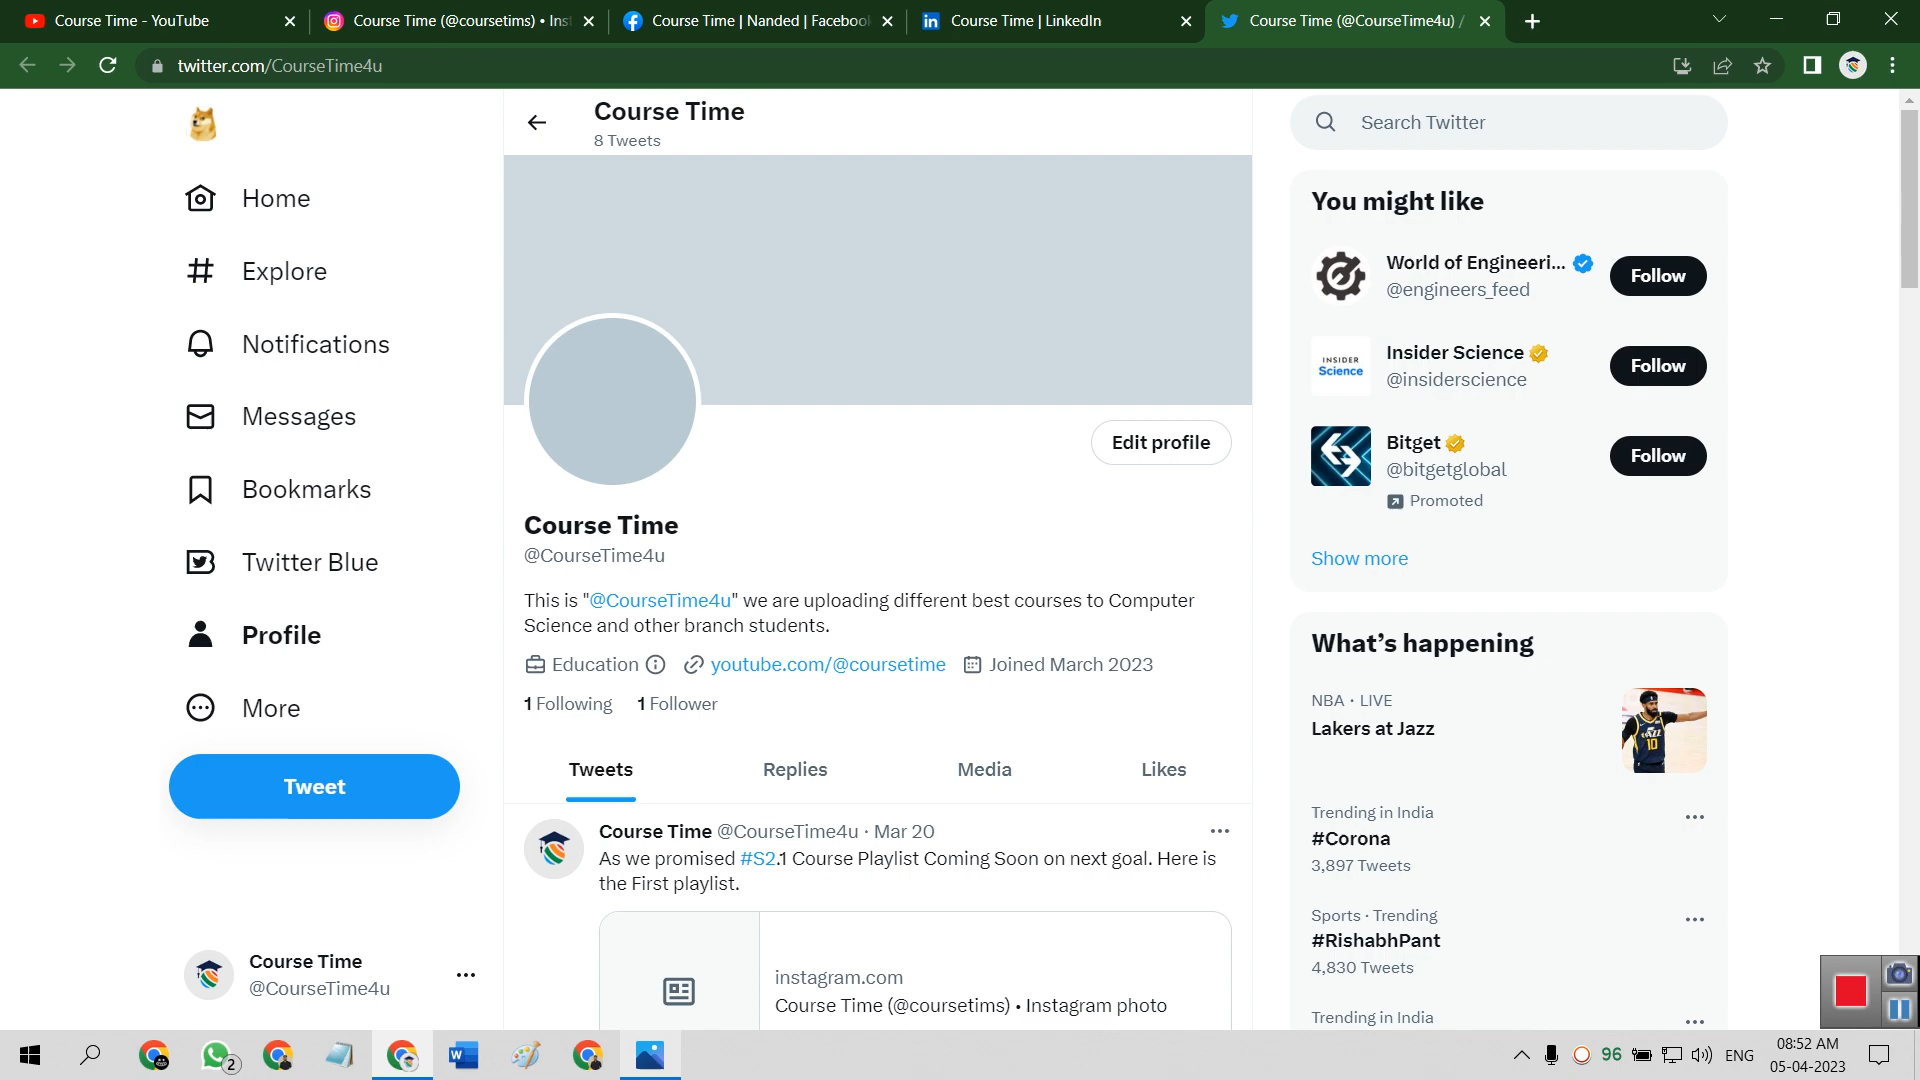 Course Time - YouTube
Course Time (@coursetims) • Ins
Course Time | Nanded | Facebook
Course Time | LinkedIn
Course Time (@CourseTime4u) /
twitter.com/CourseTime4u
Course Time
8 Tweets
Search Twitter
Home
Explore
Notifications
Messages
Bookmarks
Twitter Blue
Profile
More
Tweet
Course Time
@CourseTime4u
Edit profile
Course Time
@CourseTime4u
This is "@CourseTime4u" we are uploading different best courses to Computer
Science and other branch students.
Education youtube.com/@coursetime Joined March 2023
1 Following 1 Follower
Tweets Replies Media Likes
Course Time @CourseTime4u · Mar 20
As we promised #S2.1 Course Playlist Coming Soon on next goal. Here is
the First playlist.
instagram.com
Course Time (@coursetims) • Instagram photo
You might like
World of Engineeri...
@engineers_feed
Follow
INSIDER
Science
Insider Science
@insiderscience
Follow
Bitget
@bitgetglobal
Promoted
Follow
Show more
What's happening
NBA · LIVE
Lakers at Jazz
JAZZ
10
Trending in India
#Corona
3,897 Tweets
Sports · Trending
#RishabhPant
4,830 Tweets
Trending in India
2
96
ENG
08:52 AM
05-04-2023